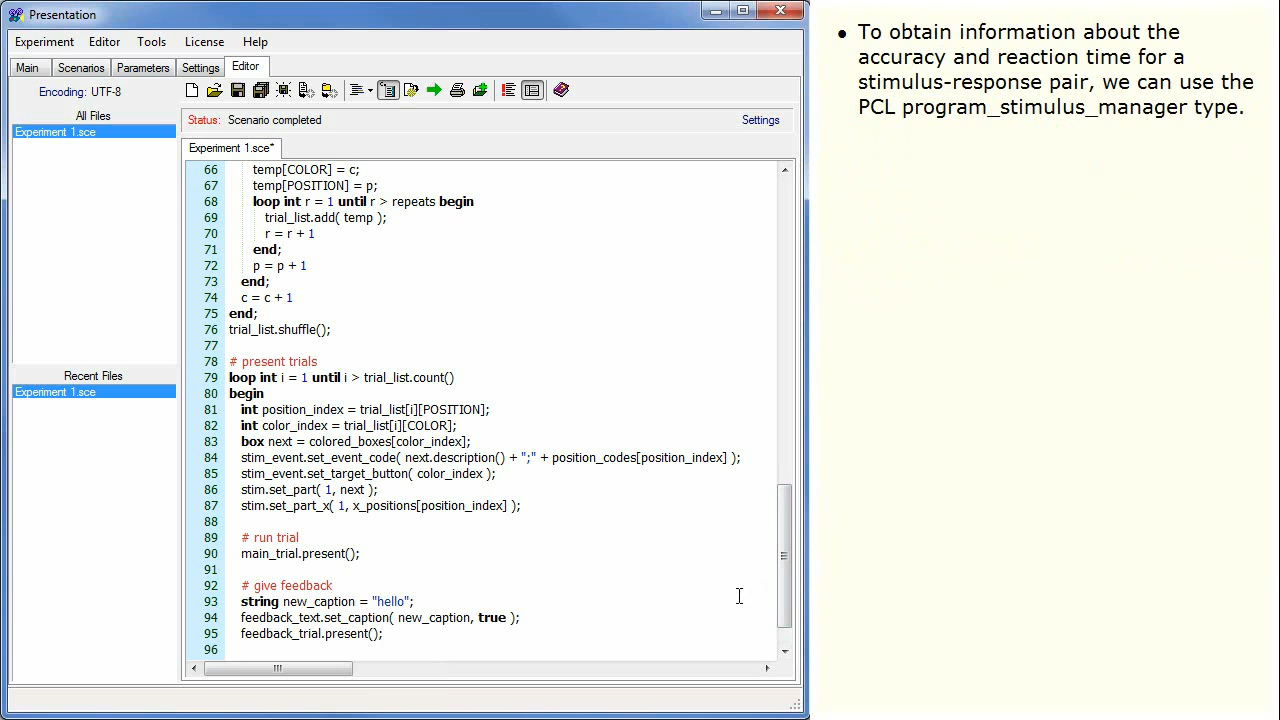 Presentation
Experiment Editor Tools License Help
Main Scenarios Parameters Settings Editor
Encoding: UTF-8
All Files
Experiment 1.sce
Recent Files
Experiment 1.sce
Status: Scenario completed Settings
Experiment 1.sce*
66 temp[COLOR] = c;
67 temp[POSITION] = p;
68 loop int r = 1 until r > repeats begin
69 trial_list.add( temp );
70 r = r + 1
71 end;
72 p = p + 1
73 end;
74 c = c + 1
75 end;
76 trial_list.shuffle();
77
78 # present trials
79 loop int i = 1 until i > trial_list.count()
80 begin
81 int position_index = trial_list[i][POSITION];
82 int color_index = trial_list[i][COLOR];
83 box next = colored_boxes[color_index];
84 stim_event.set_event_code( next.description() + ";" + position_codes[position_index] );
85 stim_event.set_target_button( color_index );
86 stim.set_part( 1, next );
87 stim.set_part_x( 1, x_positions[position_index] );
88
89 # run trial
90 main_trial.present();
91
92 # give feedback
93 string new_caption = "hello";
94 feedback_text.set_caption( new_caption, true );
95 feedback_trial.present();
96
• To obtain information about the
accuracy and reaction time for a
stimulus-response pair, we can use the
PCL program_stimulus_manager type.